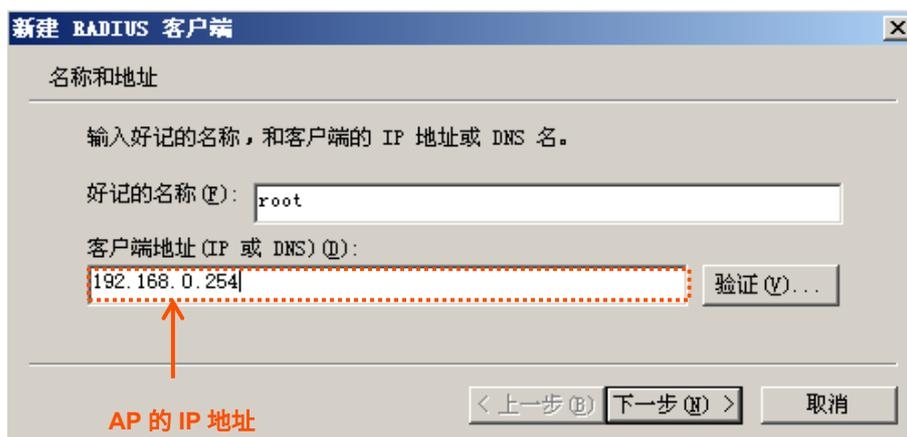 新建 RADIUS 客户端
名称和地址
输入好记的名称，和客户端的 IP 地址或 DNS 名。
好记的名称(F): root
客户端地址(IP 或 DNS)(D):
192.168.0.254 验证(V)...
AP 的 IP 地址
< 上一步(B) 下一步(N) > 取消